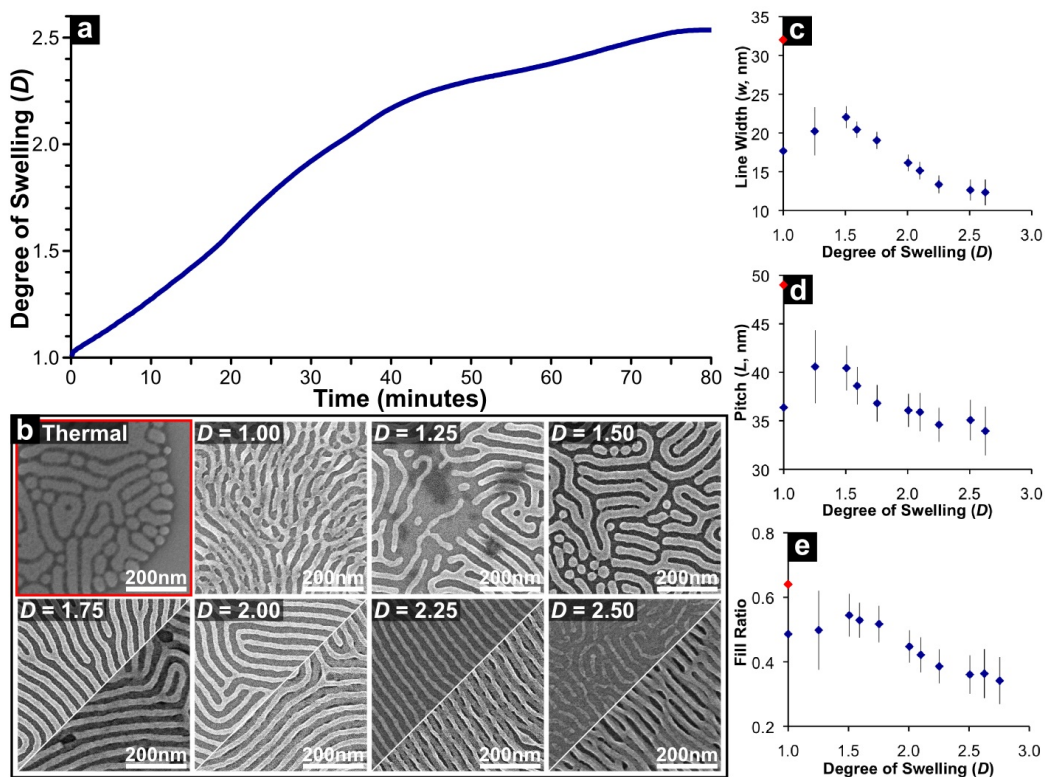 a
Degree of Swelling (D)
2.5
2.0
1.5
1.0
0 10 20 30 40 50 60 70 80
Time (minutes)
b
Thermal
200nm
D = 1.00
200nm
D = 1.25
200nm
D = 1.50
200nm
D = 1.75
200nm
D = 2.00
200nm
D = 2.25
200nm
D = 2.50
200nm
c
Line Width (w, nm)
35
30
25
20
15
10
1.0 1.5 2.0 2.5 3.0
Degree of Swelling (D)
d
Pitch (L, nm)
50
45
40
35
30
1.0 1.5 2.0 2.5 3.0
Degree of Swelling (D)
e
Fill Ratio
0.8
0.6
0.4
0.2
1.0 1.5 2.0 2.5 3.0
Degree of Swelling (D)